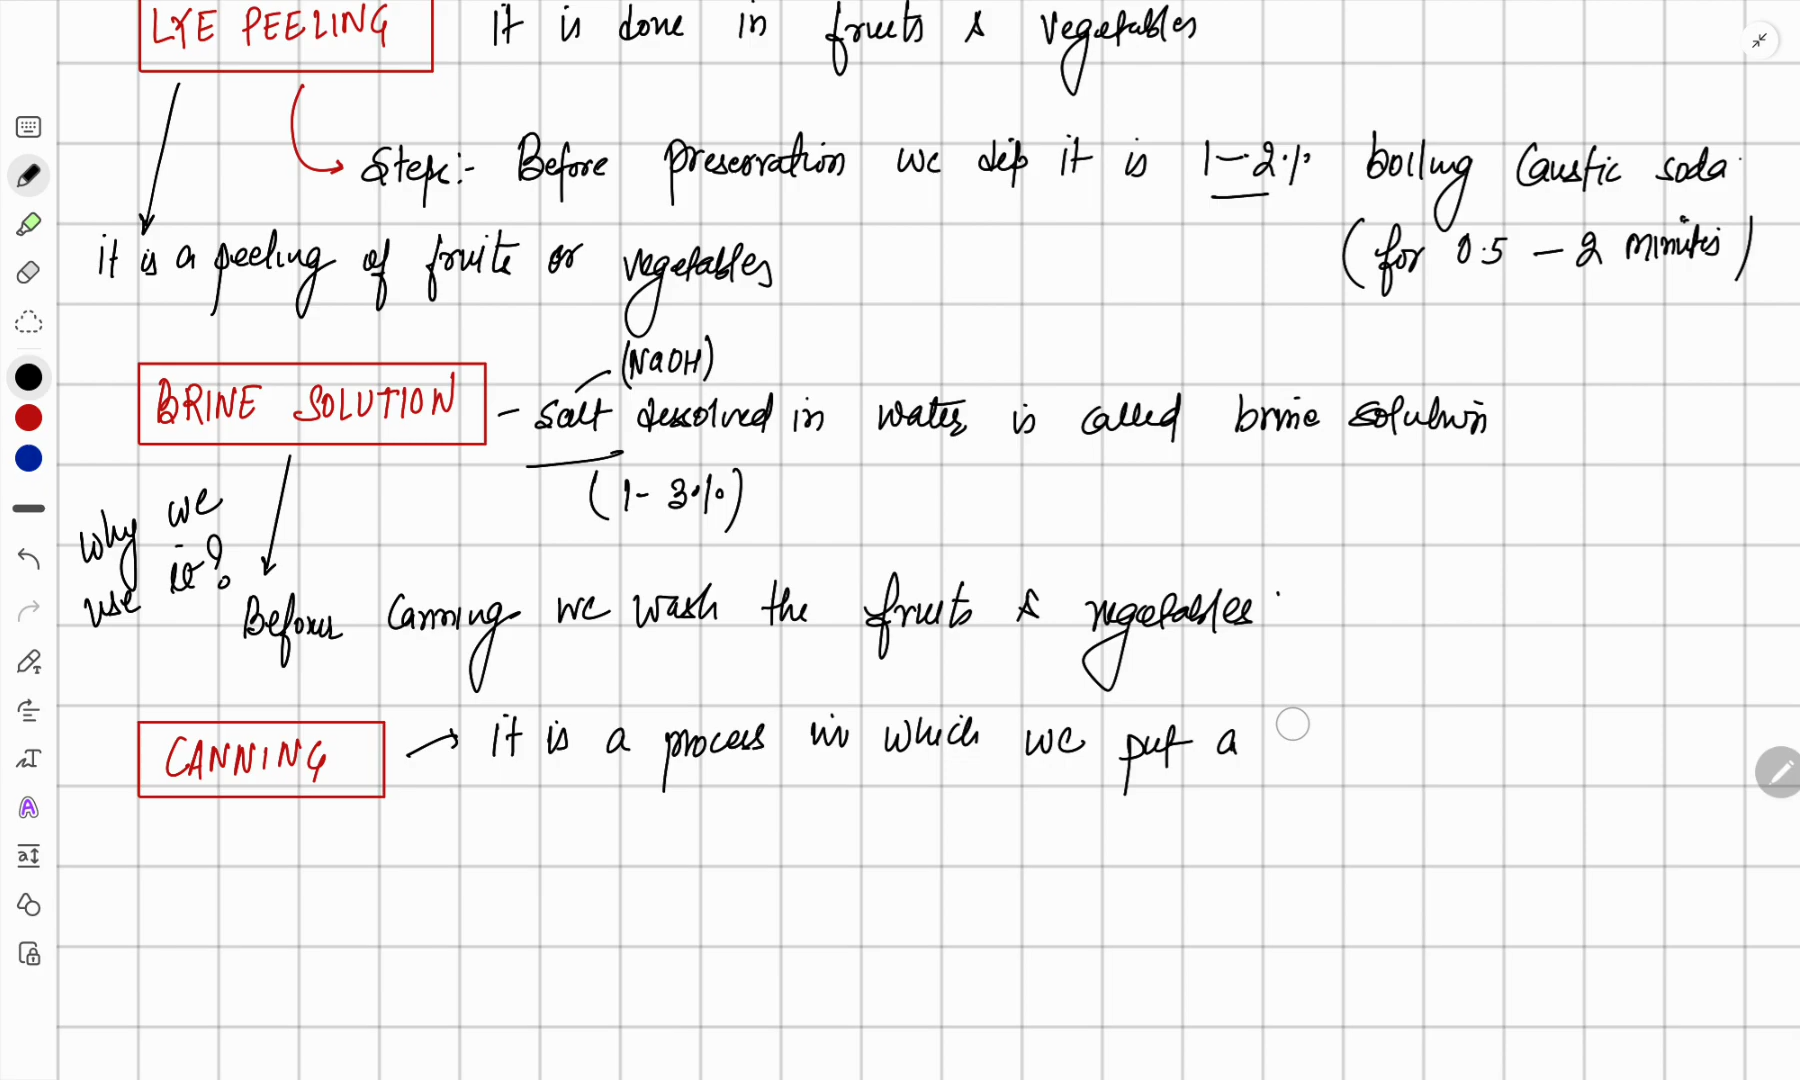 LYE PEELING It is done in fruits & vegetables
Step:- Before preservation we dip it is 1-2% boiling Caustic soda.
(for 0.5 - 2 minutes)
it is a peeling of fruits or vegetables
(NaOH)
BRINE SOLUTION - salt dissolved in water is called brine solution
(1- 3%)
why we use it?
Before Canning we wash the fruits & vegetables.
CANNING → It is a process in which we put a